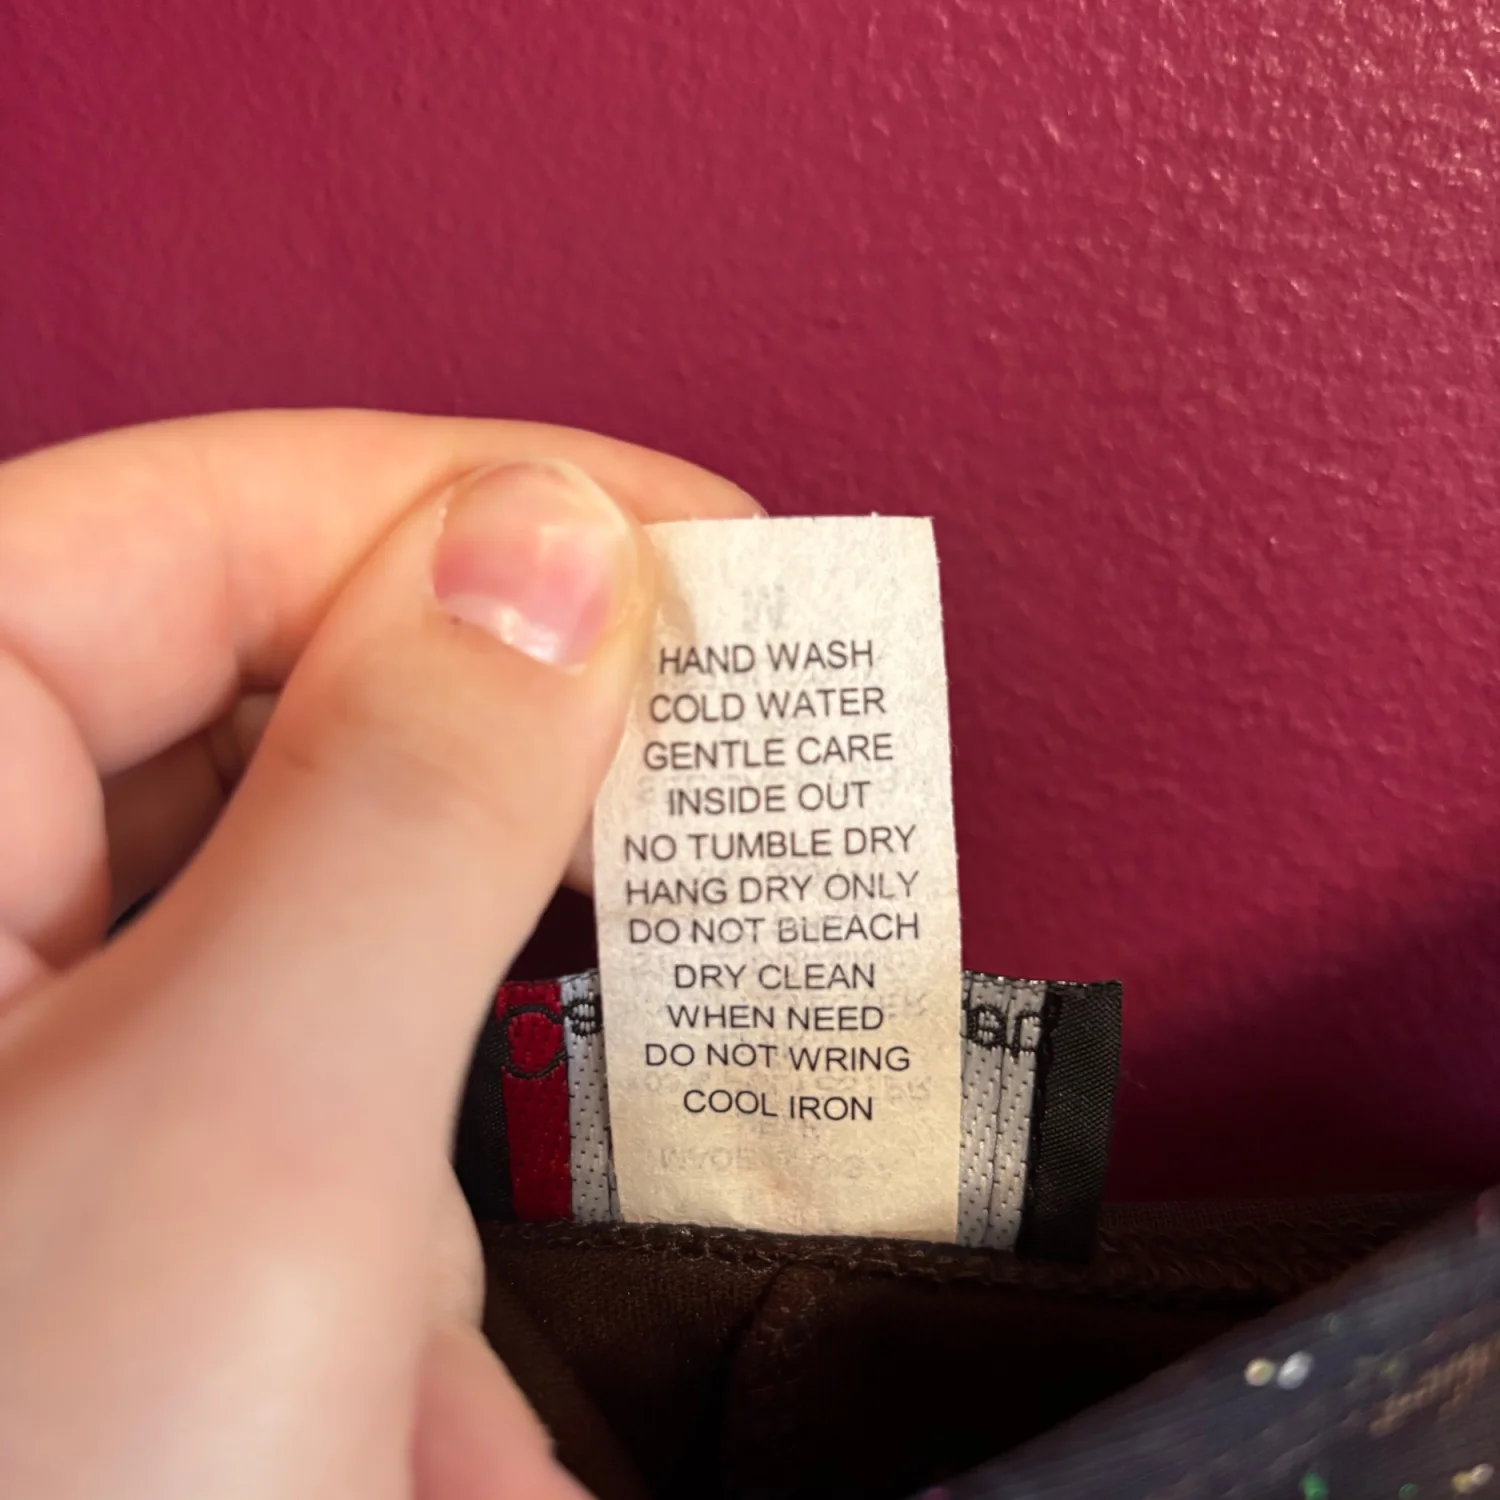 HAND WASH
COLD WATER
GENTLE CARE
INSIDE OUT
NO TUMBLE DRY
HANG DRY ONLY
DO NOT BLEACH
DRY CLEAN
WHEN NEED
DO NOT WRING
COOL IRON